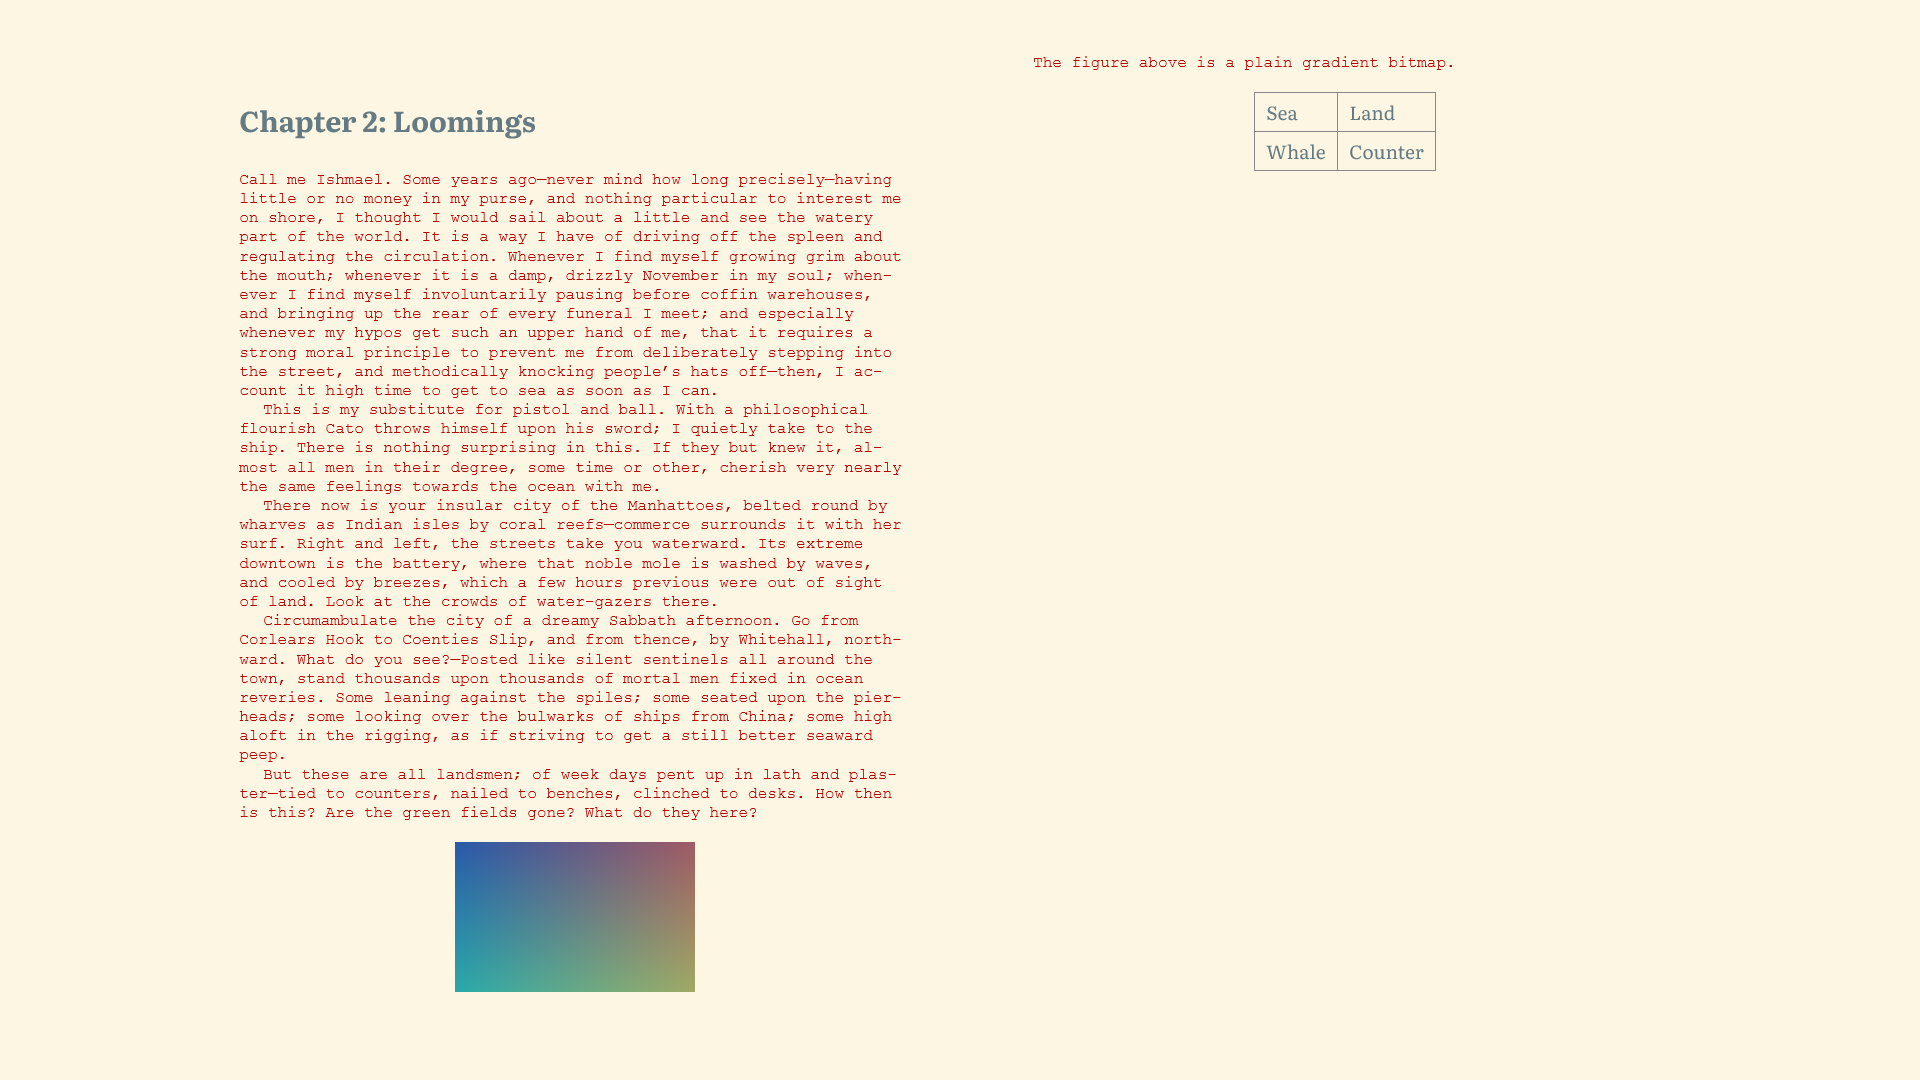 Chapter 2: Loomings
Call me Ishmael. Some years ago—never mind how long precisely—having
little or no money in my purse, and nothing particular to interest me
on shore, I thought I would sail about a little and see the watery
part of the world. It is a way I have of driving off the spleen and
regulating the circulation. Whenever I find myself growing grim about
the mouth; whenever it is a damp, drizzly November in my soul; when-
ever I find myself involuntarily pausing before coffin warehouses,
and bringing up the rear of every funeral I meet; and especially
whenever my hypos get such an upper hand of me, that it requires a
strong moral principle to prevent me from deliberately stepping into
the street, and methodically knocking people’s hats off—then, I ac-
count it high time to get to sea as soon as I can.
This is my substitute for pistol and ball. With a philosophical
flourish Cato throws himself upon his sword; I quietly take to the
ship. There is nothing surprising in this. If they but knew it, al-
most all men in their degree, some time or other, cherish very nearly
the same feelings towards the ocean with me.
There now is your insular city of the Manhattoes, belted round by
wharves as Indian isles by coral reefs—commerce surrounds it with her
surf. Right and left, the streets take you waterward. Its extreme
downtown is the battery, where that noble mole is washed by waves,
and cooled by breezes, which a few hours previous were out of sight
of land. Look at the crowds of water-gazers there.
Circumambulate the city of a dreamy Sabbath afternoon. Go from
Corlears Hook to Coenties Slip, and from thence, by Whitehall, north-
ward. What do you see?—Posted like silent sentinels all around the
town, stand thousands upon thousands of mortal men fixed in ocean
reveries. Some leaning against the spiles; some seated upon the pier-
heads; some looking over the bulwarks of ships from China; some high
aloft in the rigging, as if striving to get a still better seaward
peep.
But these are all landsmen; of week days pent up in lath and plas-
ter—tied to counters, nailed to benches, clinched to desks. How then
is this? Are the green fields gone? What do they here?
The figure above is a plain gradient bitmap.
Sea Land
Whale Counter